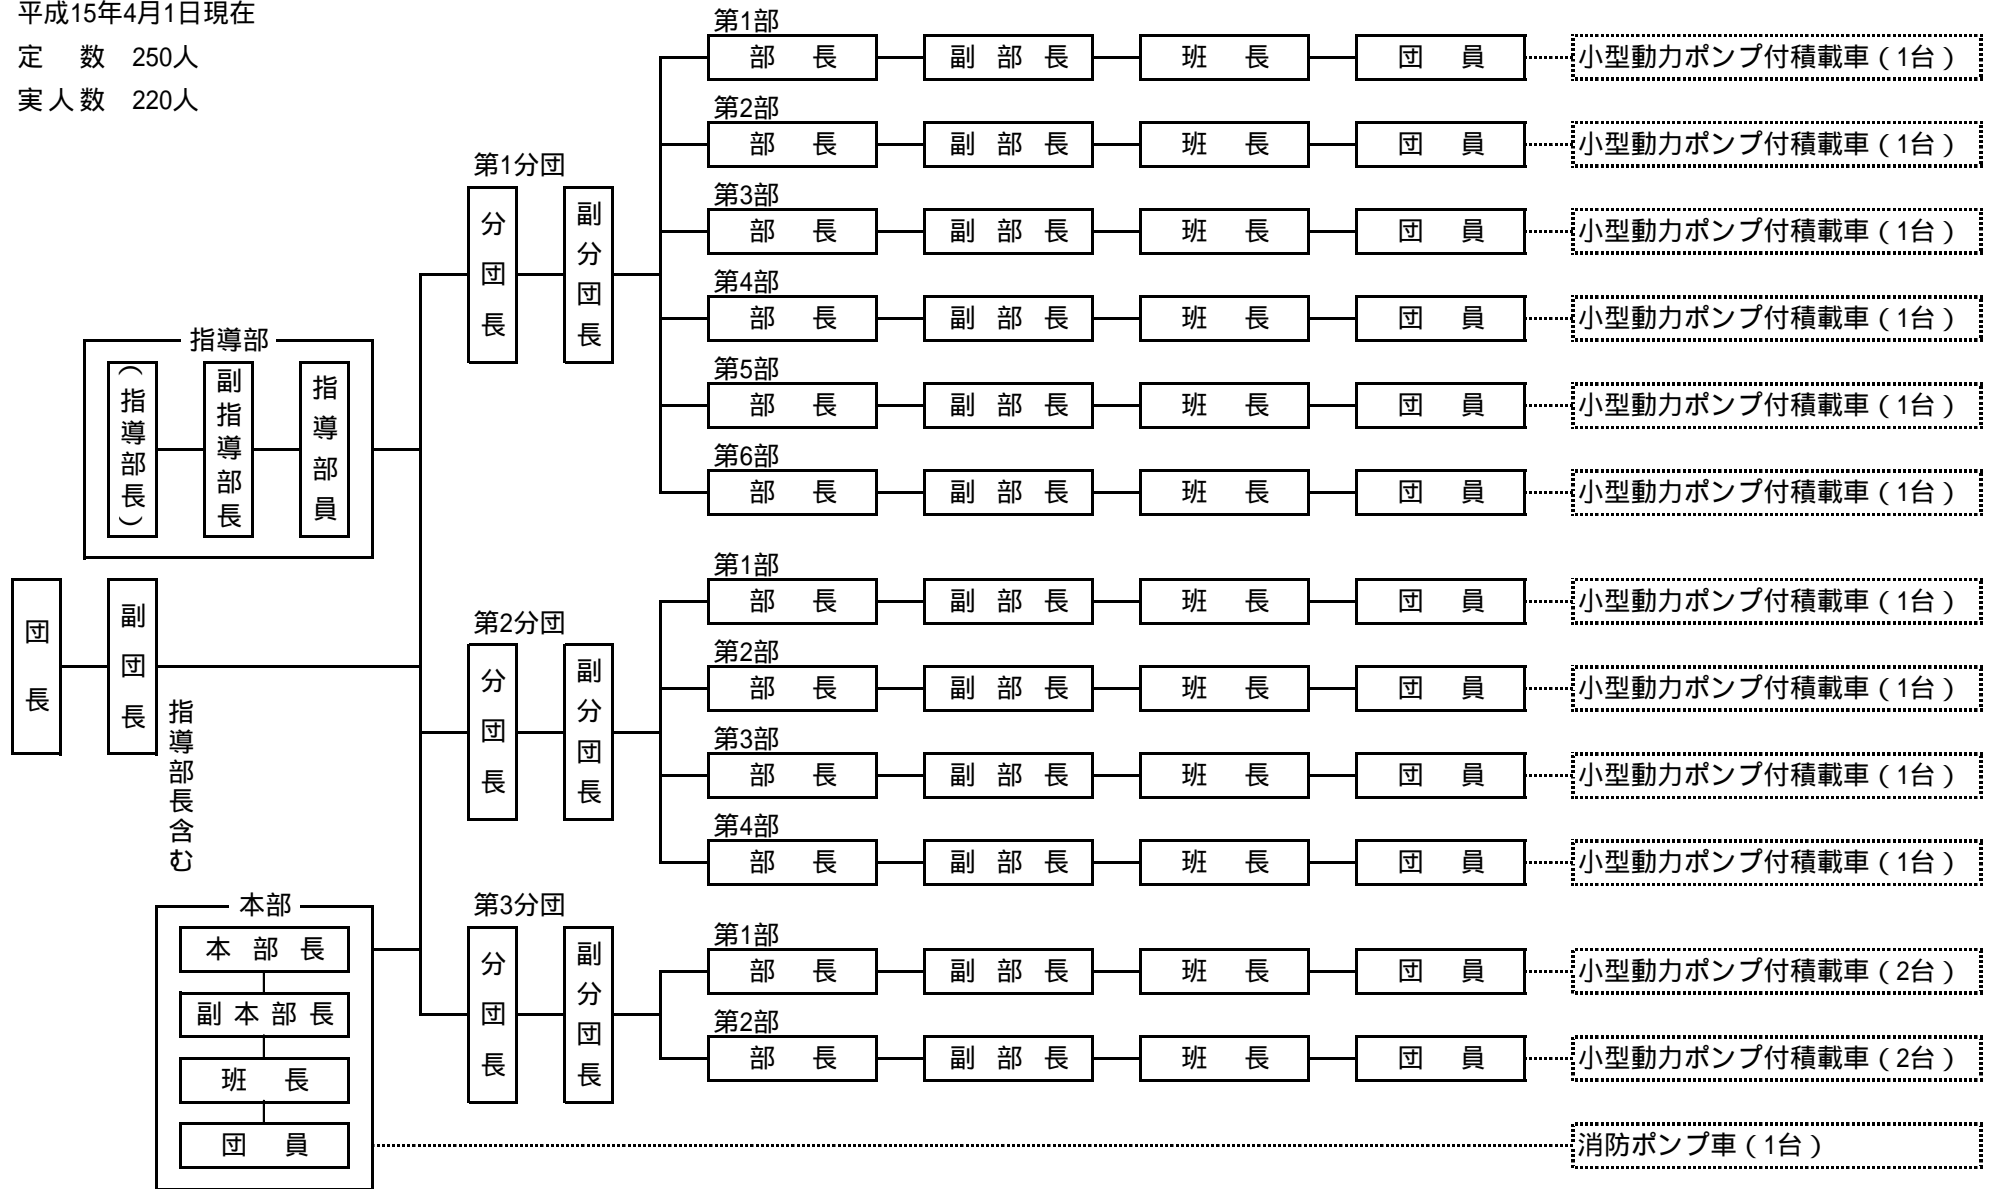 平成15年4月1日現在
定 数 250人
実人数 220人
指導部
(指導部長)
副指導部長
指導部員
団長
副団長
指導部長含む
本部
本部長
副本部長
班長
団員
消防ポンプ車(1台)
第1分団
分団長
副分団長
第1部
部長 副部長 班長 団員 小型動力ポンプ付積載車(1台)
第2部
部長 副部長 班長 団員 小型動力ポンプ付積載車(1台)
第3部
部長 副部長 班長 団員 小型動力ポンプ付積載車(1台)
第4部
部長 副部長 班長 団員 小型動力ポンプ付積載車(1台)
第5部
部長 副部長 班長 団員 小型動力ポンプ付積載車(1台)
第6部
部長 副部長 班長 団員 小型動力ポンプ付積載車(1台)
第2分団
分団長
副分団長
第1部
部長 副部長 班長 団員 小型動力ポンプ付積載車(1台)
第2部
部長 副部長 班長 団員 小型動力ポンプ付積載車(1台)
第3部
部長 副部長 班長 団員 小型動力ポンプ付積載車(1台)
第4部
部長 副部長 班長 団員 小型動力ポンプ付積載車(1台)
第3分団
分団長
副分団長
第1部
部長 副部長 班長 団員 小型動力ポンプ付積載車(2台)
第2部
部長 副部長 班長 団員 小型動力ポンプ付積載車(2台)